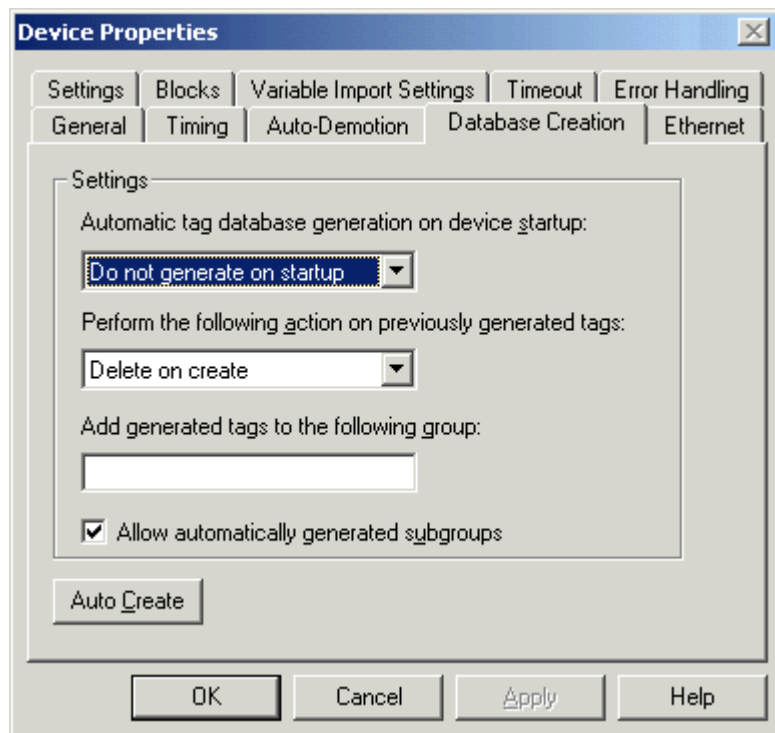 Device Properties
Settings Blocks Variable Import Settings Timeout Error Handling
General Timing Auto-Demotion Database Creation Ethernet
Settings
Automatic tag database generation on device startup:
Do not generate on startup
Perform the following action on previously generated tags:
Delete on create
Add generated tags to the following group:
Allow automatically generated subgroups
Auto Create
OK Cancel Apply Help